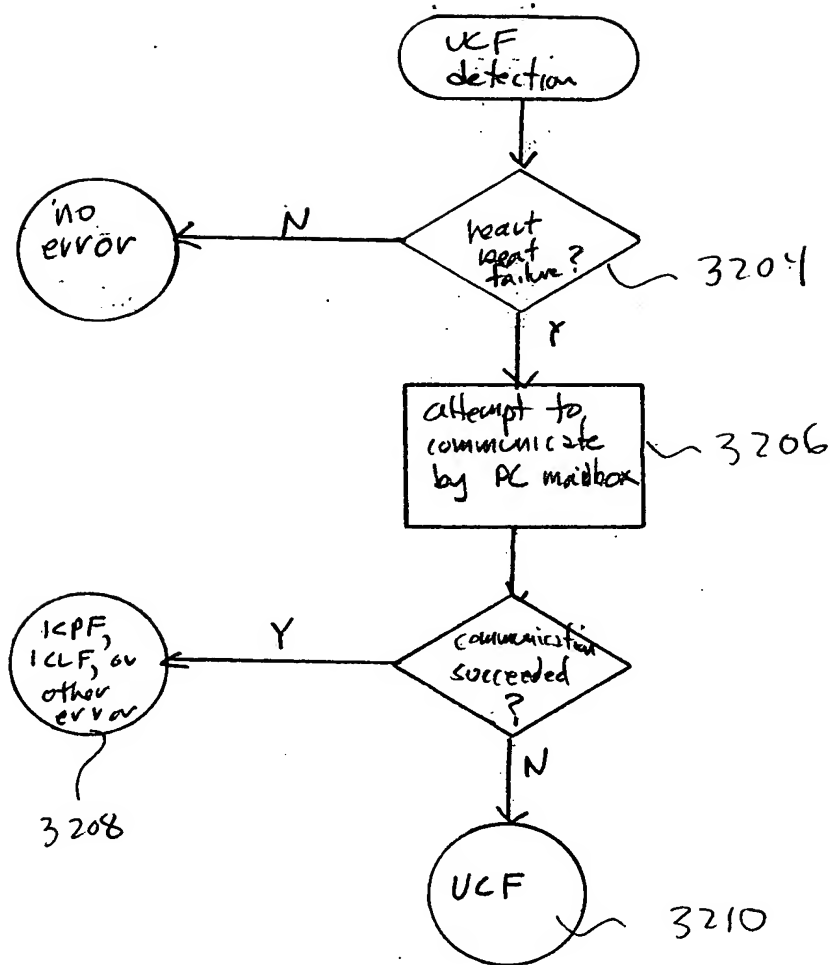 UCF
detection
no
error
N
heart
beat
failure?
3204
Y
attempt to
communicate
by PC mailbox
3206
ICPF,
ICLF, or
other
error
Y
communication
succeeded
?
3208
N
UCF
3210